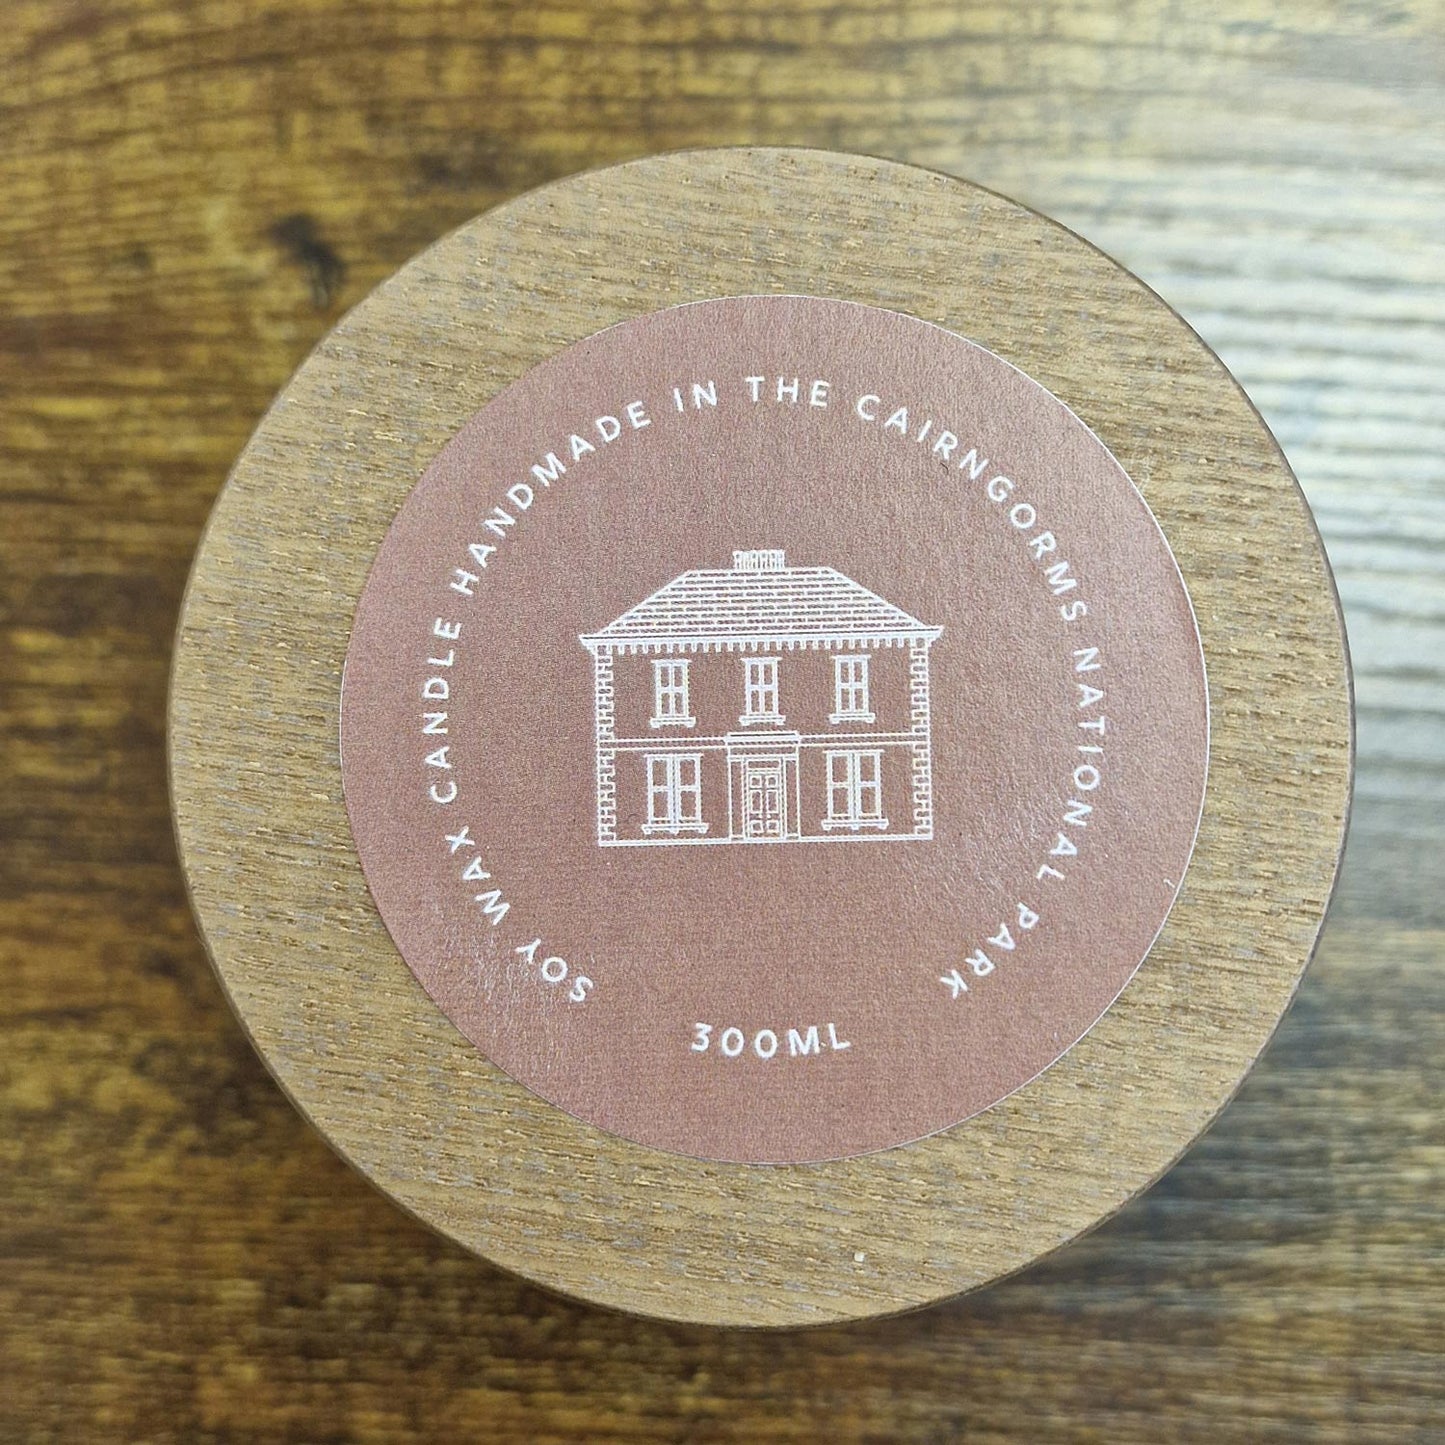 SOY WAX CANDLE HANDMADE IN THE CAIRNGORMS NATIONAL PARK
300ML